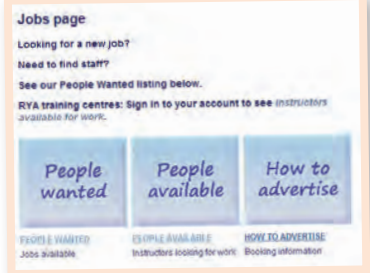 Jobs page
Looking for a new job?
Need to find staff?
See our People Wanted listing below.
RYA training centres: Sign in to your account to see instructors
available for work.
People wanted
People available
How to advertise
PEOPLE WANTED
PEOPLE AVAILABLE
HOW TO ADVERTISE
Jobs available
Instructors looking for work
Booking information